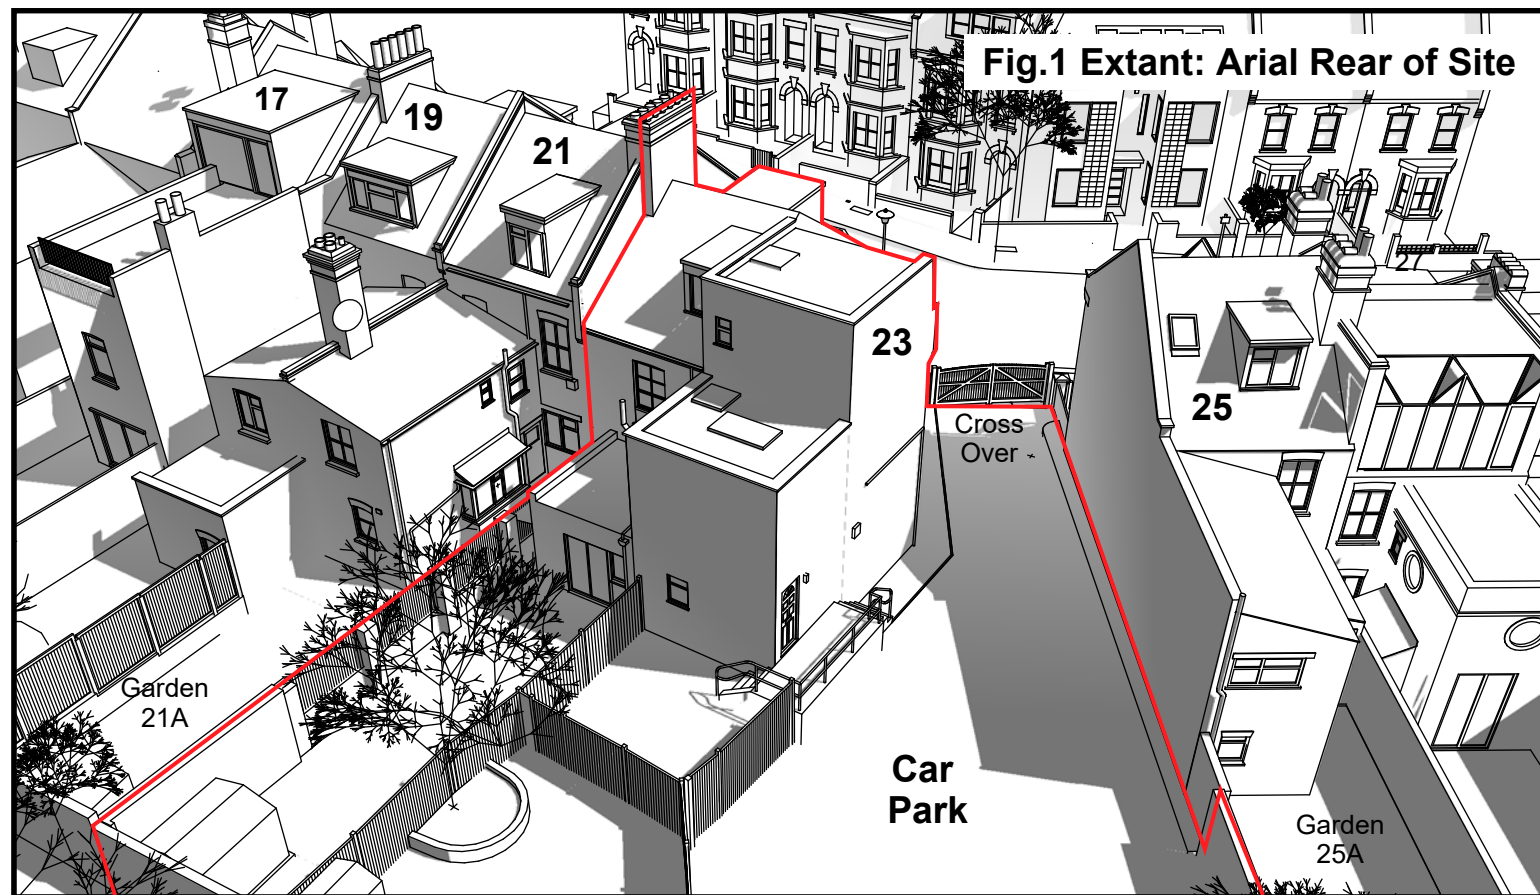 Fig.1 Extant: Arial Rear of Site
17
19
21
27
23
25
Cross
Over
Garden
21A
Car
Park
Garden
25A